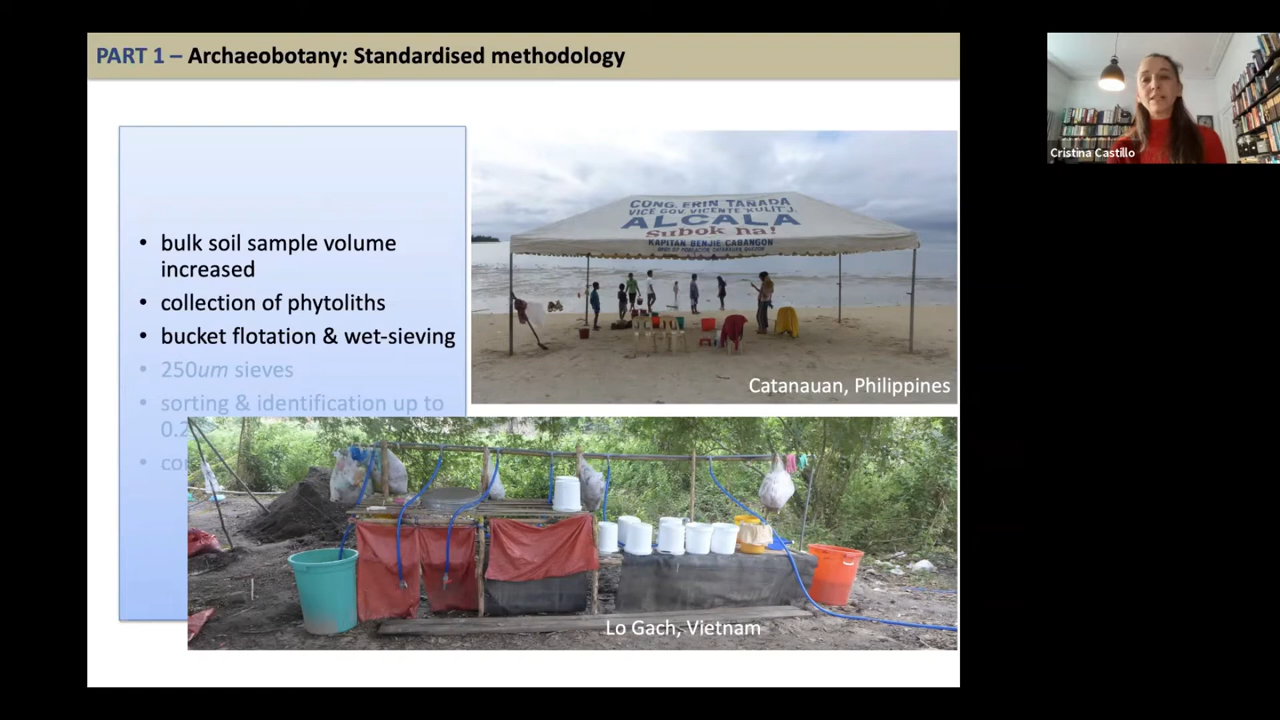 PART 1 – Archaeobotany: Standardised methodology
Cristina Castillo
• bulk soil sample volume
increased
• collection of phytoliths
• bucket flotation & wet-sieving
• 250um sieves
• sorting & identification up to
0.2
• co
CONG. ERIN TAÑADA
VICE GOV. VICENTE "KULIT" J.
ALCALA
Subok na!
KAPITAN BENJIE CABANGON
Catanauan, Philippines
Lo Gach, Vietnam